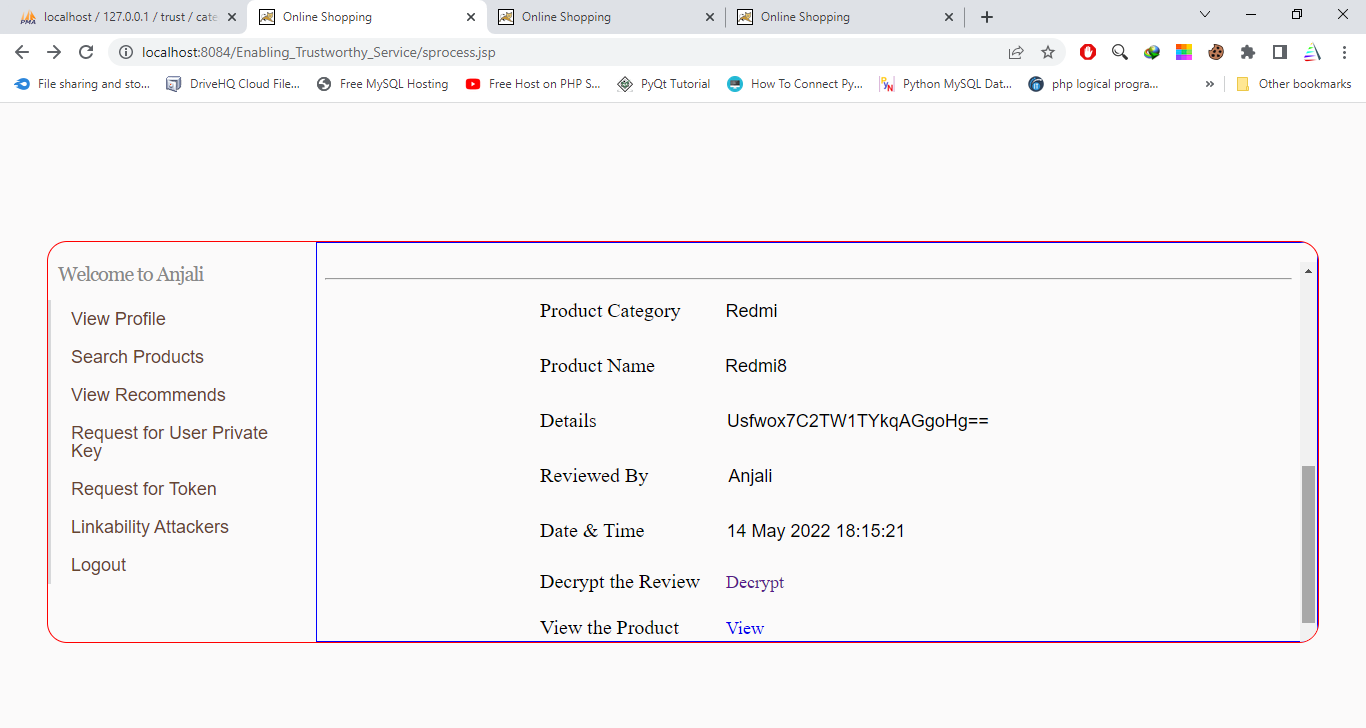 localhost / 127.0.0.1 / trust / cate
Online Shopping
Online Shopping
Online Shopping
localhost:8084/Enabling_Trustworthy_Service/sprocess.jsp
File sharing and sto...
DriveHQ Cloud File...
Free MySQL Hosting
Free Host on PHP S...
PyQt Tutorial
How To Connect Py...
Python MySQL Dat...
php logical progra...
»
Other bookmarks
Welcome to Anjali
View Profile
Search Products
View Recommends
Request for User Private
Key
Request for Token
Linkability Attackers
Logout
Product Category Redmi
Product Name Redmi8
Details Usfwox7C2TW1TYkqAGgoHg==
Reviewed By Anjali
Date & Time 14 May 2022 18:15:21
Decrypt the Review Decrypt
View the Product View